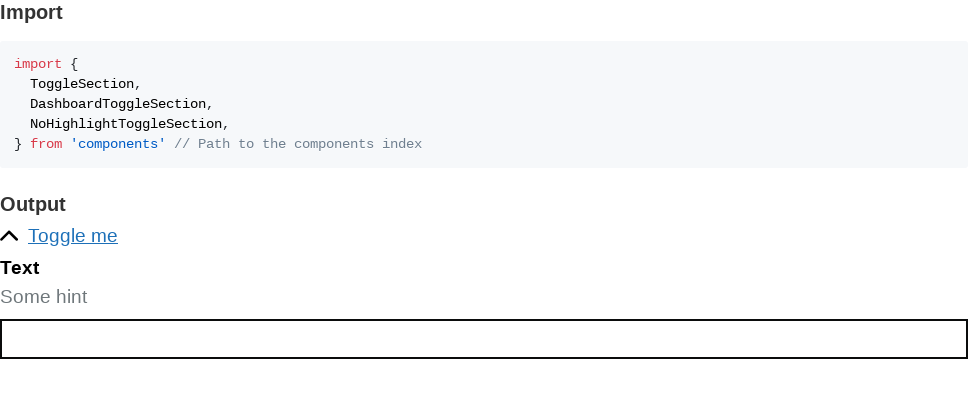 Import
import {
  ToggleSection,
  DashboardToggleSection,
  NoHighlightToggleSection,
} from 'components' // Path to the components index
Output
Toggle me
Text
Some hint